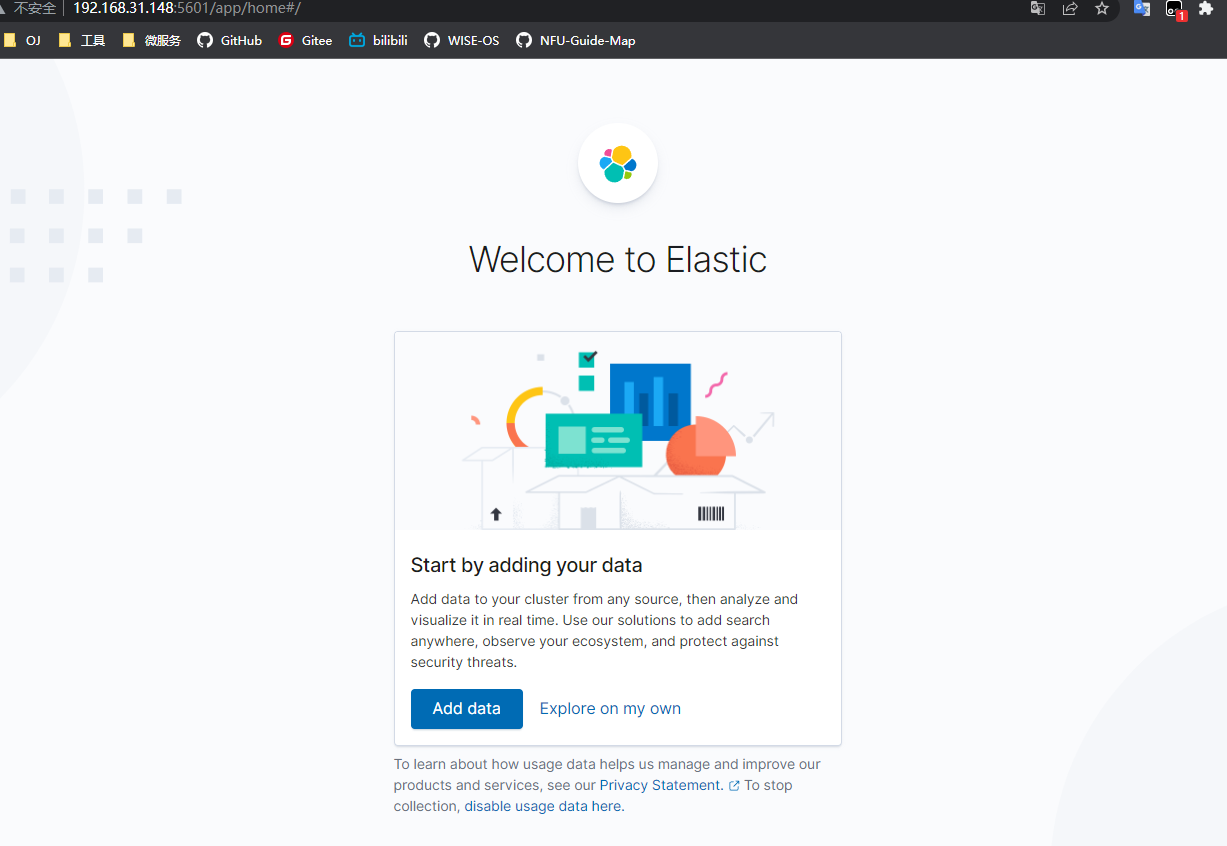 不安全 192.168.31.148:5601/app/home#/
1
OJ 工具 微服务 GitHub G Gitee bilibili WISE-OS NFU-Guide-Map
Welcome to Elastic
Start by adding your data
Add data to your cluster from any source, then analyze and
visualize it in real time. Use our solutions to add search
anywhere, observe your ecosystem, and protect against
security threats.
Add data Explore on my own
To learn about how usage data helps us manage and improve our
products and services, see our Privacy Statement. To stop
collection, disable usage data here.